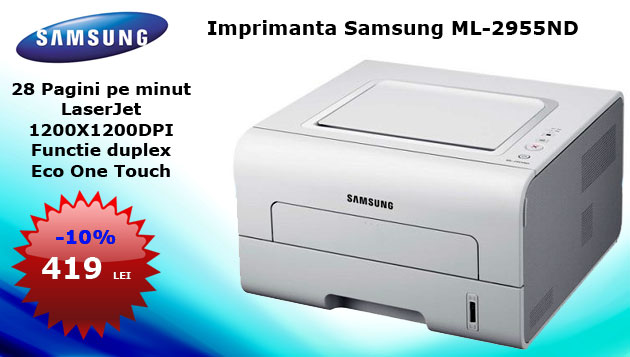 SAMSUNG
Imprimanta Samsung ML-2955ND
28 Pagini pe minut
LaserJet
1200X1200DPI
Functie duplex
Eco One Touch
-10%
419 LEI
SAMSUNG